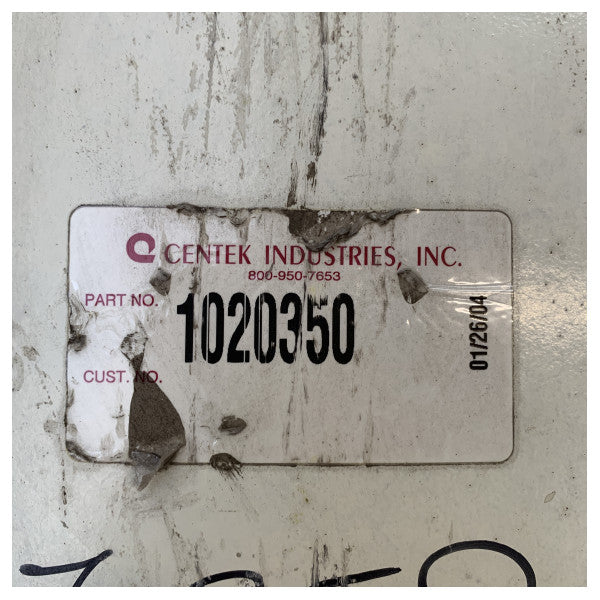 CENTEK INDUSTRIES, INC.
800-950-7653
PART NO. 1020350
01/26/04
CUST. NO.